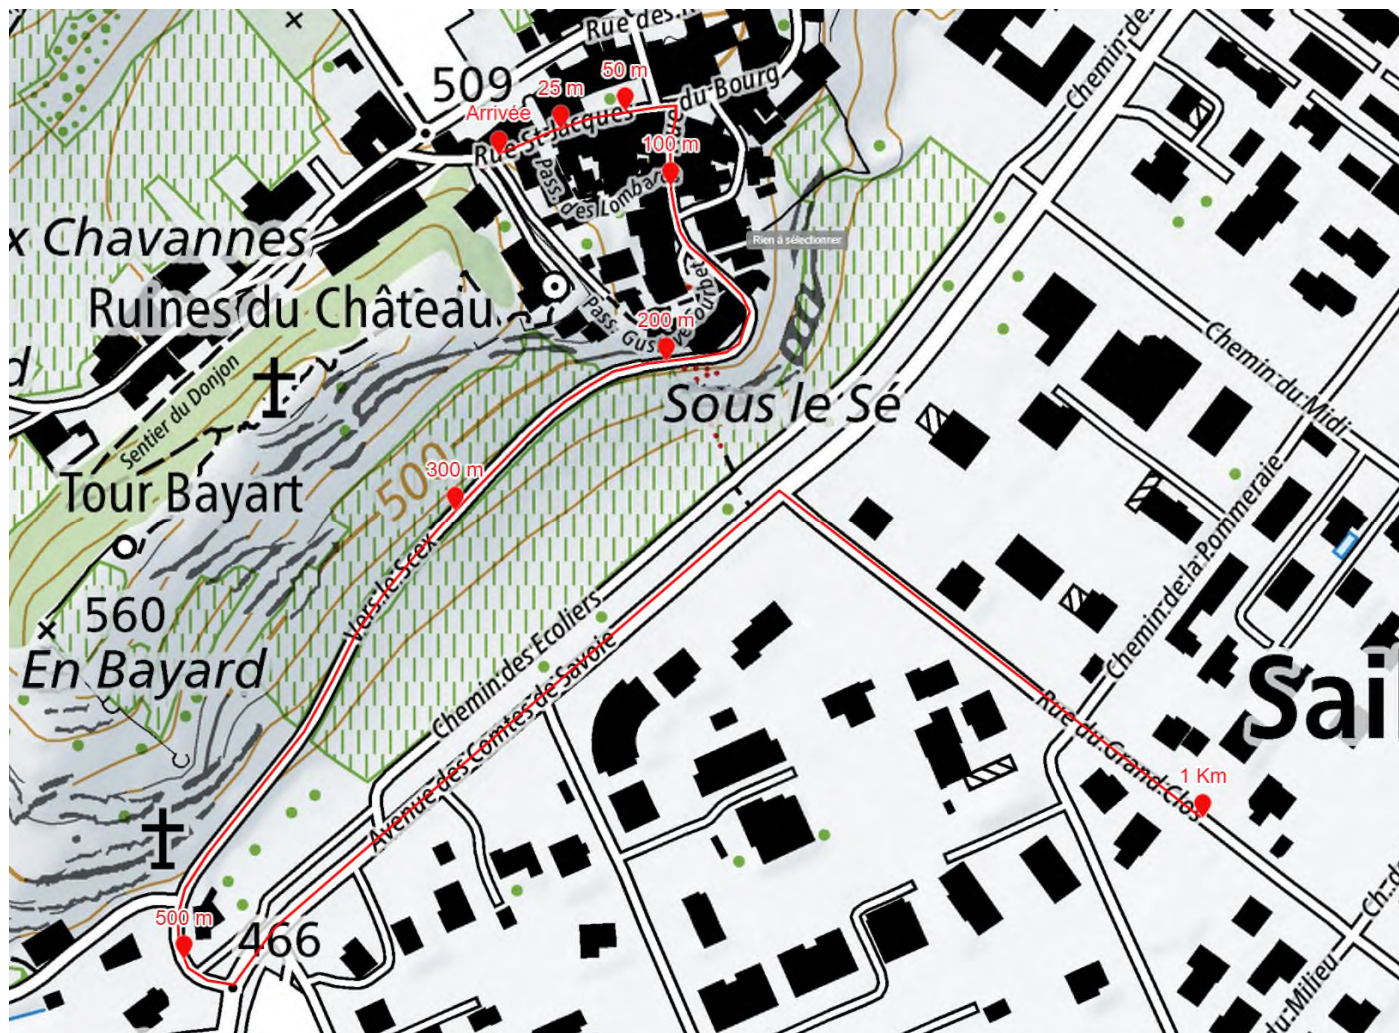 Rue des
509
50 m
25 m
Arrivée
du Bourg
Chemin des
Rue St-Jacques
100 m
Pass. des Lombards
x Chavannes
Rien à sélectionner
Ruines du Château
Pass. Gustave Courbet
200 m
Chemin du Midi
Sentier du Donjon
Sous le Sé
300 m
500
Tour Bayart
Vers le Scex
Chemin de la Pommeraie
560
En Bayard
Chemin des Ecoliers
Avenue des Comtes de Savoie
Sai
Rue du Grand-Clos
1 Km
500 m
466
Ch. d
du Milieu